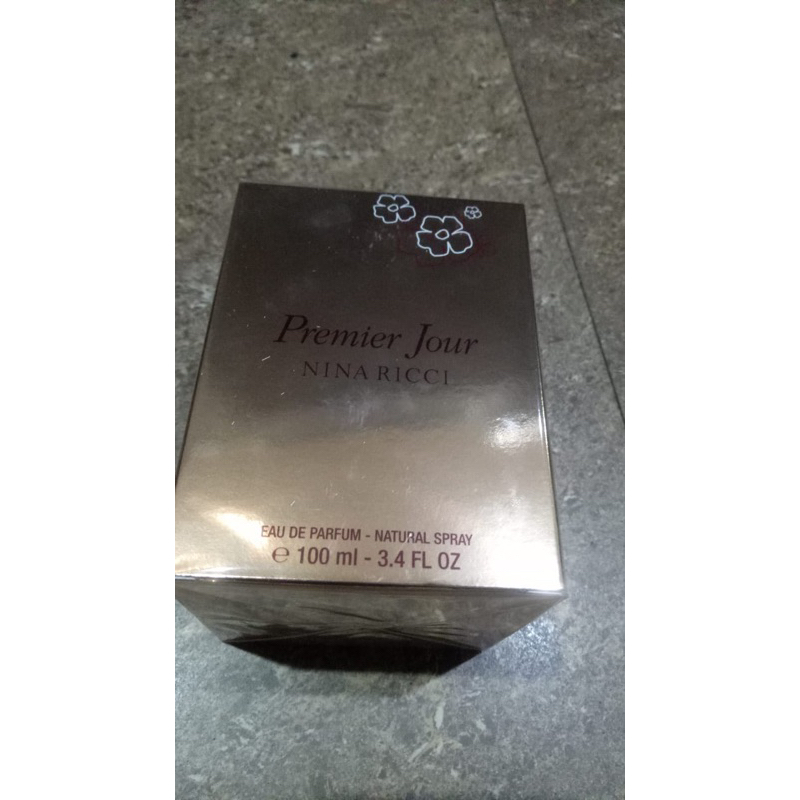 Premier Jour
NINA RICCI
EAU DE PARFUM - NATURAL SPRAY
℮ 100 ml - 3.4 FL OZ